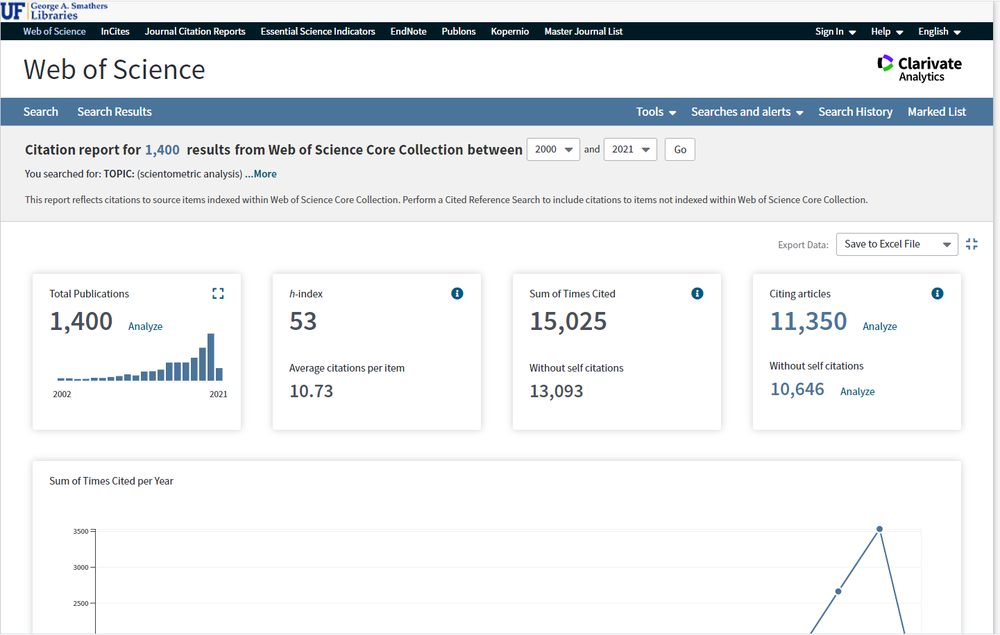 UF George A. Smathers
Libraries
Web of Science InCites Journal Citation Reports Essential Science Indicators EndNote Publons Kopernio Master Journal List Sign In Help English
Web of Science
Clarivate
Analytics
Search Search Results Tools Searches and alerts Search History Marked List
Citation report for 1,400 results from Web of Science Core Collection between 2000 and 2021 Go
You searched for: TOPIC: (scientometric analysis) ...More
This report reflects citations to source items indexed within Web of Science Core Collection. Perform a Cited Reference Search to include citations to items not indexed within Web of Science Core Collection.
Export Data: Save to Excel File
Total Publications
1,400 Analyze
2002 2021
h-index
53
Average citations per item
10.73
Sum of Times Cited
15,025
Without self citations
13,093
Citing articles
11,350 Analyze
Without self citations
10,646 Analyze
Sum of Times Cited per Year
3500
3000
2500